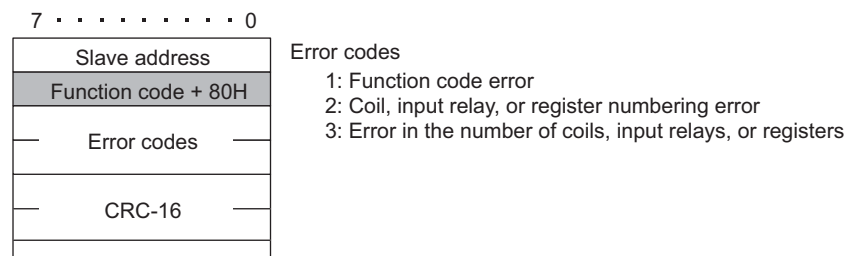 7 · · · · · · · · · 0
Slave address
Function code + 80H
Error codes
CRC-16
Error codes
1: Function code error
2: Coil, input relay, or register numbering error
3: Error in the number of coils, input relays, or registers